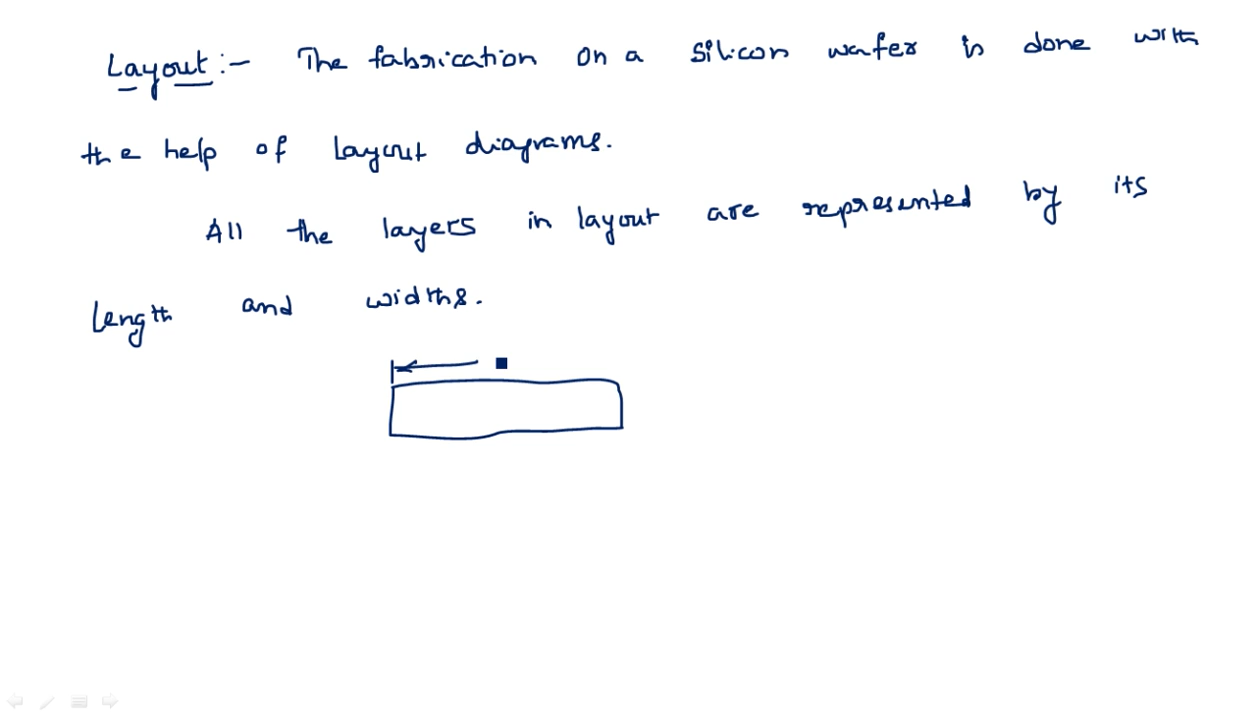 Layout :- The fabrication on a silicon wafer is done with
the help of layout diagrams.
All the layers in layout are represented by its
length and widths.